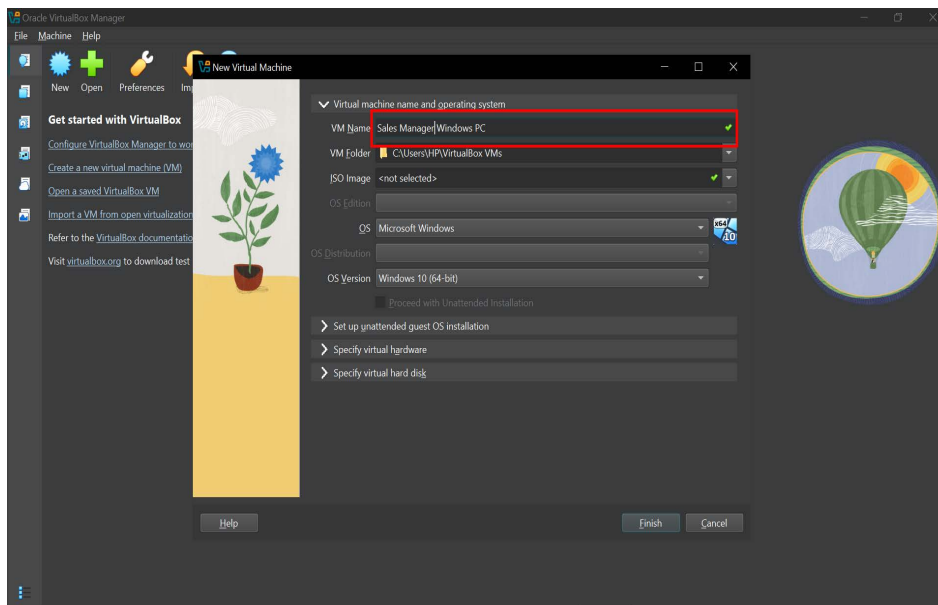 Oracle VirtualBox Manager
File Machine Help
New Open Preferences Im
Get started with VirtualBox
Configure VirtualBox Manager to wor
Create a new virtual machine (VM)
Open a saved VirtualBox VM
Import a VM from open virtualization
Refer to the VirtualBox documentatio
Visit virtualbox.org to download test
New Virtual Machine
Virtual machine name and operating system
VM Name Sales Manager Windows PC
VM Folder C:\Users\HP\VirtualBox VMs
ISO Image <not selected>
OS Edition
OS Microsoft Windows
x64
10
OS Distribution
OS Version Windows 10 (64-bit)
Proceed with Unattended Installation
Set up unattended guest OS installation
Specify virtual hardware
Specify virtual hard disk
Help Finish Cancel